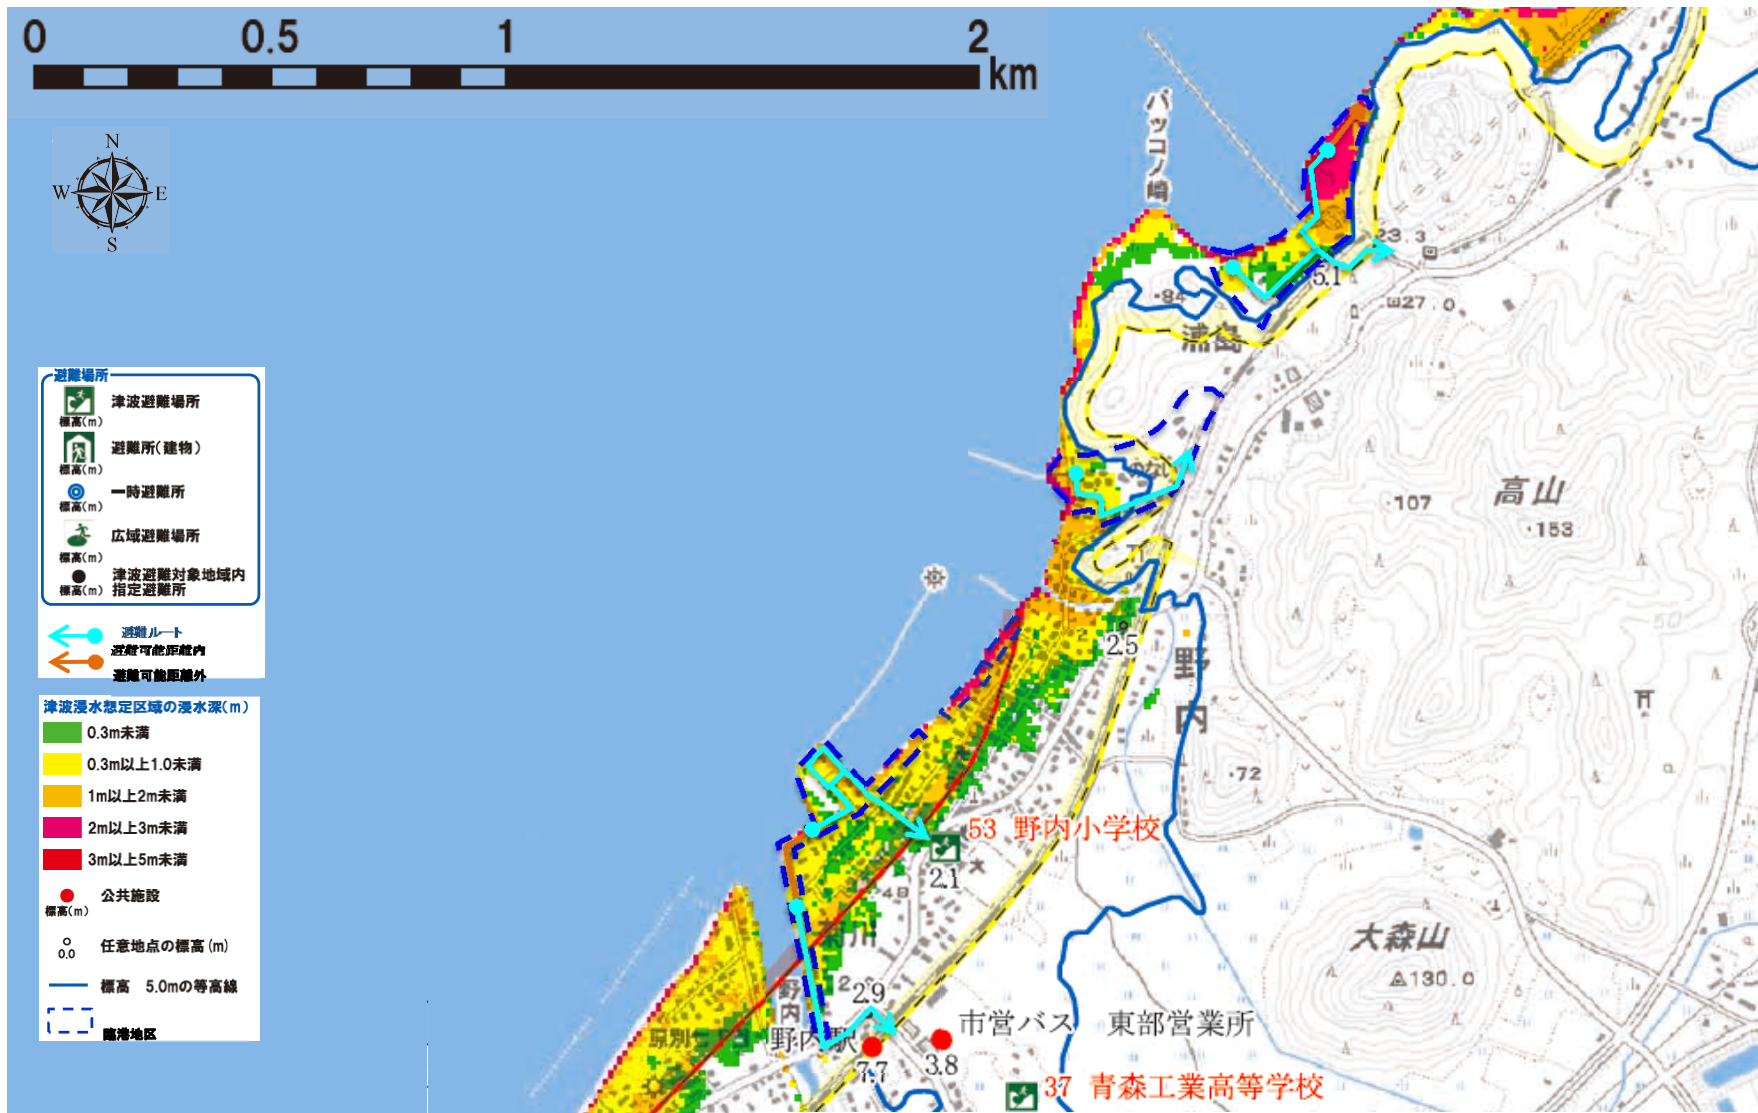 0 0.5 1 2 km
N
W E
S
避難場所
津波避難場所
標高(m)
避難所(建物)
標高(m)
一時避難所
標高(m)
広域避難場所
標高(m)
津波避難対象地域内
標高(m) 指定避難所
避難ルート
避難可能距離内
避難可能距離外
津波浸水想定区域の浸水深(m)
0.3m未満
0.3m以上1.0未満
1m以上2m未満
2m以上3m未満
3m以上5m未満
公共施設
標高(m)
任意地点の標高(m)
0.0
標高 5.0mの等高線
臨港地区
バッコノ崎
23.3
5.1
27.0
·84
浦島
のない
高山
·107
·153
2.5
2
野内
·72
53 野内小学校
2.1
大森山
130.0
野内
2.9
市営バス 東部営業所
野内駅
7.7
3.8
37 青森工業高等学校